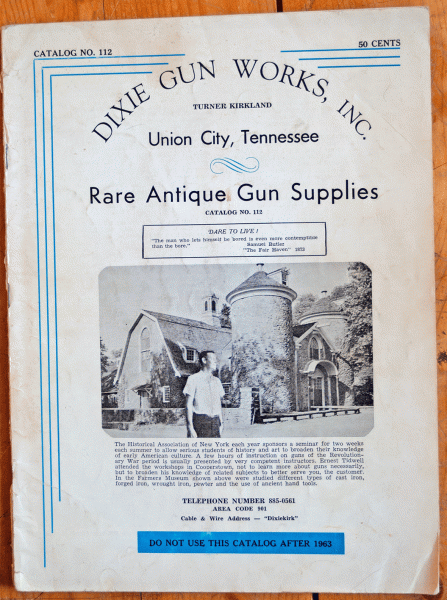 CATALOG NO. 112
50 CENTS
DIXIE GUN WORKS, INC.
TURNER KIRKLAND
Union City, Tennessee
Rare Antique Gun Supplies
CATALOG NO. 112
DARE TO LIVE!
"The man who lets himself be bored is even more contemptible
than the bore."
Samuel Butler
"The Fair Haven" 1873
The Historical Association of New York each year sponsors a seminar for two weeks
each summer to allow serious students of history and art to broaden their knowledge
of early American culture. A few hours of instruction on guns of the Revolution-
ary War period is usually presented by very competent instructors. Ernest Tidwell
attended the workshops in Cooperstown, not to learn more about guns necessarily,
but to broaden his knowledge of related subjects to better serve you, the customer.
In the Farmers Museum shown above were studied different types of cast iron,
forged iron, wrought iron, pewter and the use of ancient hand tools.
TELEPHONE NUMBER 885-0561
AREA CODE 901
Cable & Wire Address — "Dixiekirk"
DO NOT USE THIS CATALOG AFTER 1963